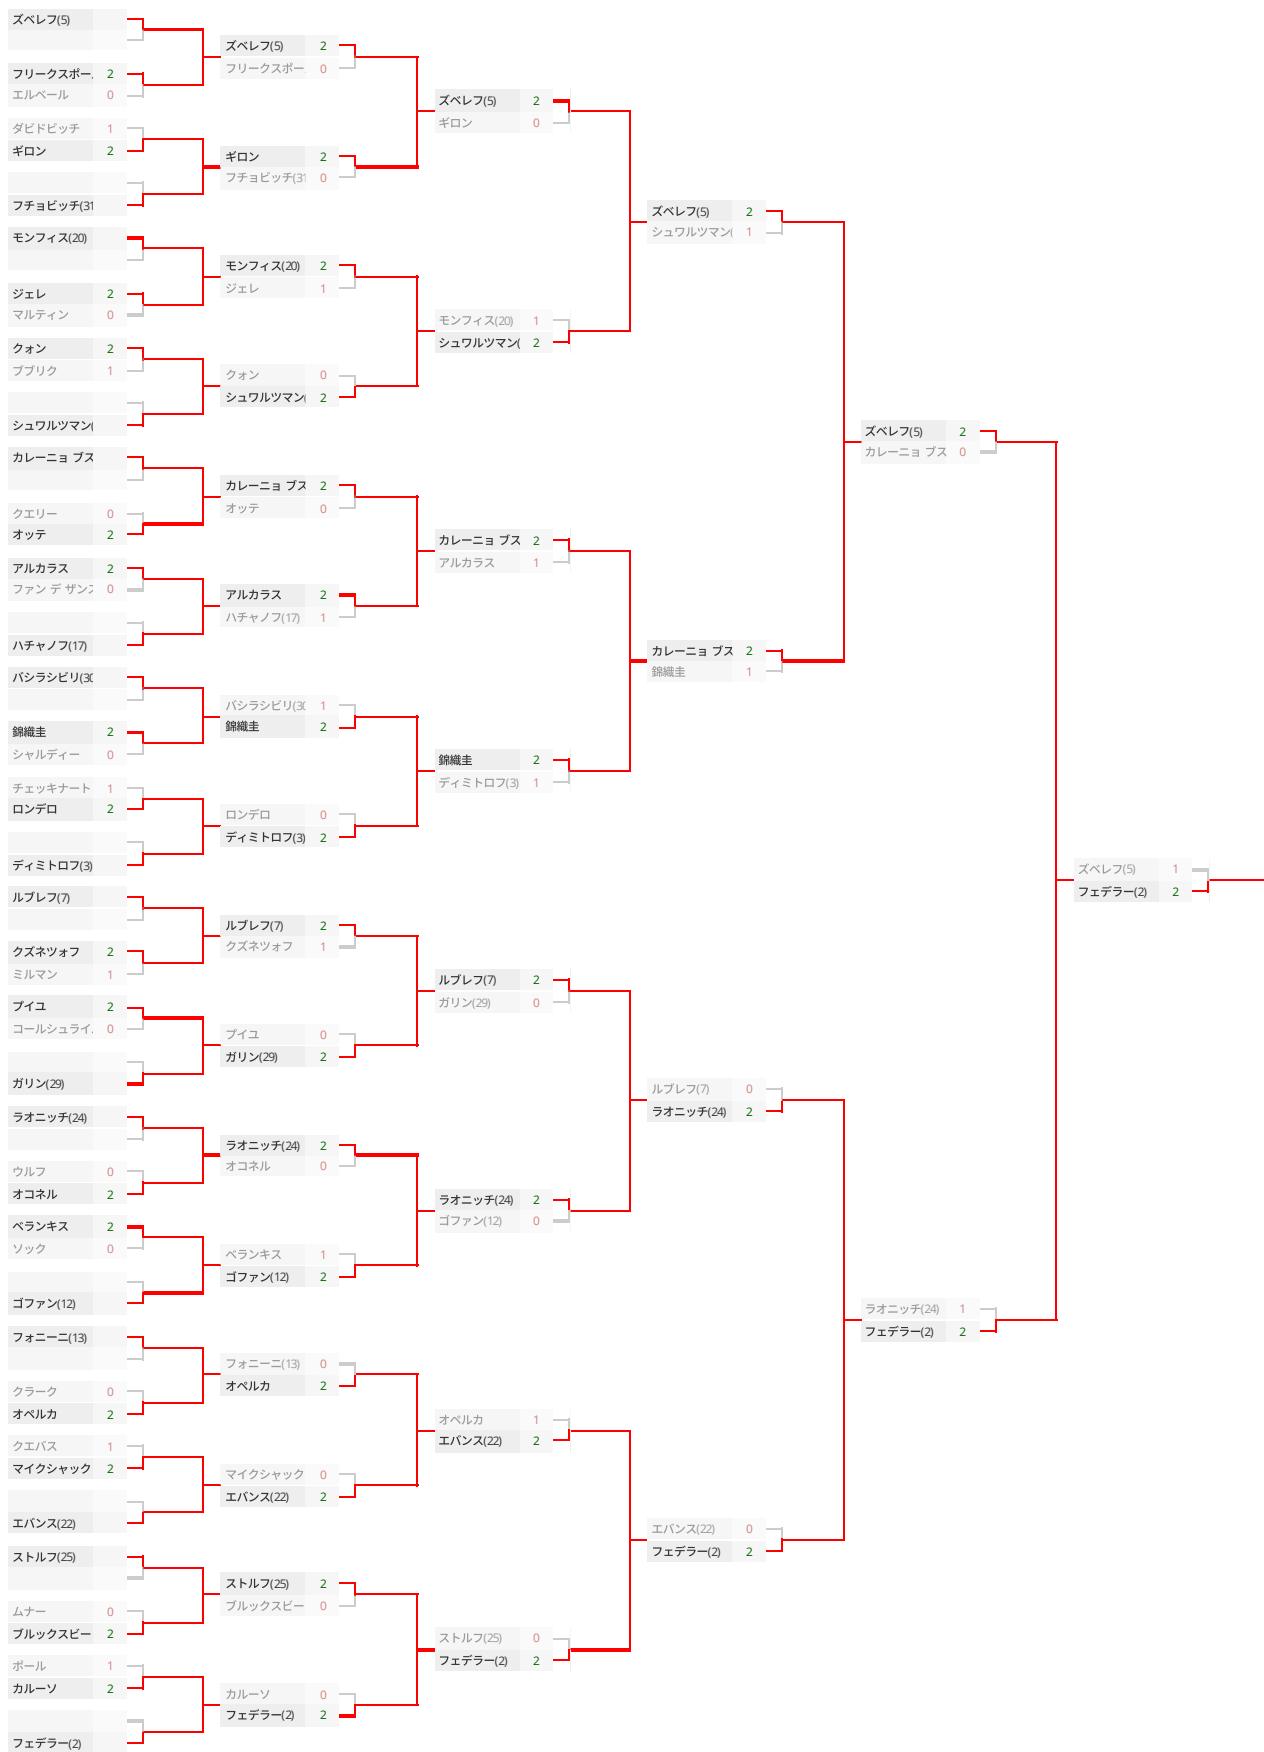 ズベレフ(5)
フリークスポー. 2
エルベール 0
ダビドビッチ 1
ギロン 2
フチョビッチ(31
モンフィス(20)
ジェレ 2
マルティン 0
クォン 2
ブブリク 1
シュワルツマン(
カレーニョ ブス
クエリー 0
オッテ 2
アルカラス 2
ファン デ ザンス 0
ハチャノフ(17)
バシラシビリ(30
錦織圭 2
シャルディー 0
チェッキナート 1
ロンデロ 2
ディミトロフ(3)
ルブレフ(7)
クズネツォフ 2
ミルマン 1
プイユ 2
コールシュライ. 0
ガリン(29)
ラオニッチ(24)
ウルフ 0
オコネル 2
ベランキス 2
ソック 0
ゴファン(12)
フォニーニ(13)
クラーク 0
オペルカ 2
クエバス 1
マイクシャック 2
エバンス(22)
ストルフ(25)
ムナー 0
ブルックスビー 2
ポール 1
カルーソ 2
フェデラー(2)
ズベレフ(5) 2
フリークスポー. 0
ギロン 2
フチョビッチ(31 0
モンフィス(20) 2
ジェレ 1
クォン 0
シュワルツマン( 2
カレーニョ ブス 2
オッテ 0
アルカラス 2
ハチャノフ(17) 1
バシラシビリ(30 1
錦織圭 2
ロンデロ 0
ディミトロフ(3) 2
ルブレフ(7) 2
クズネツォフ 1
プイユ 0
ガリン(29) 2
ラオニッチ(24) 2
オコネル 0
ベランキス 1
ゴファン(12) 2
フォニーニ(13) 0
オペルカ 2
マイクシャック 0
エバンス(22) 2
ストルフ(25) 2
ブルックスビー 0
カルーソ 0
フェデラー(2) 2
ズベレフ(5) 2
ギロン 0
モンフィス(20) 1
シュワルツマン( 2
カレーニョ ブス 2
アルカラス 1
錦織圭 2
ディミトロフ(3) 1
ルブレフ(7) 2
ガリン(29) 0
ラオニッチ(24) 2
ゴファン(12) 0
オペルカ 1
エバンス(22) 2
ストルフ(25) 0
フェデラー(2) 2
ズベレフ(5) 2
シュワルツマン( 1
カレーニョ ブス 2
錦織圭 1
ルブレフ(7) 0
ラオニッチ(24) 2
エバンス(22) 0
フェデラー(2) 2
ズベレフ(5) 2
カレーニョ ブス 0
ラオニッチ(24) 1
フェデラー(2) 2
ズベレフ(5) 1
フェデラー(2) 2